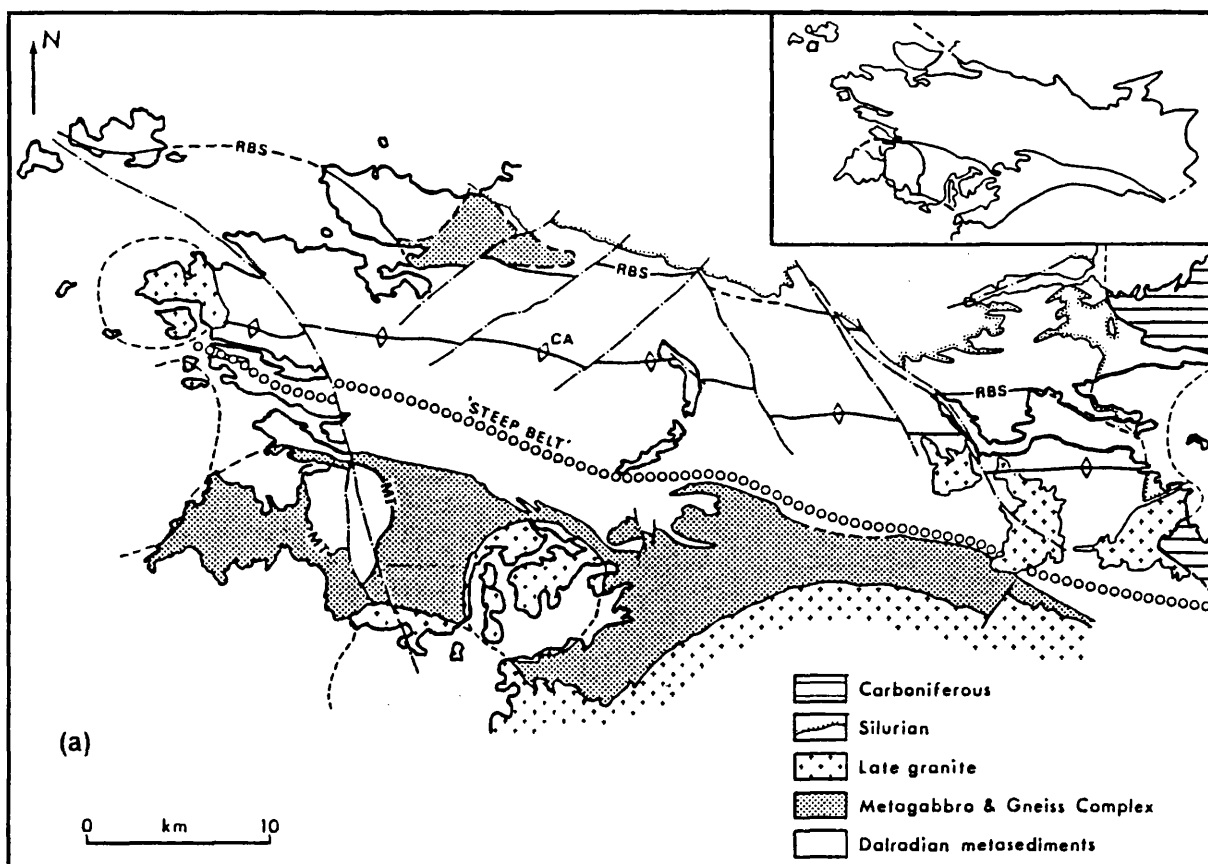 N
RBS
RBS
CA
'STEEP BELT'
RBS
MT
MT
(a)
0 km 10
Carboniferous
Silurian
Late granite
Metagabbro & Gneiss Complex
Dalradian metasediments